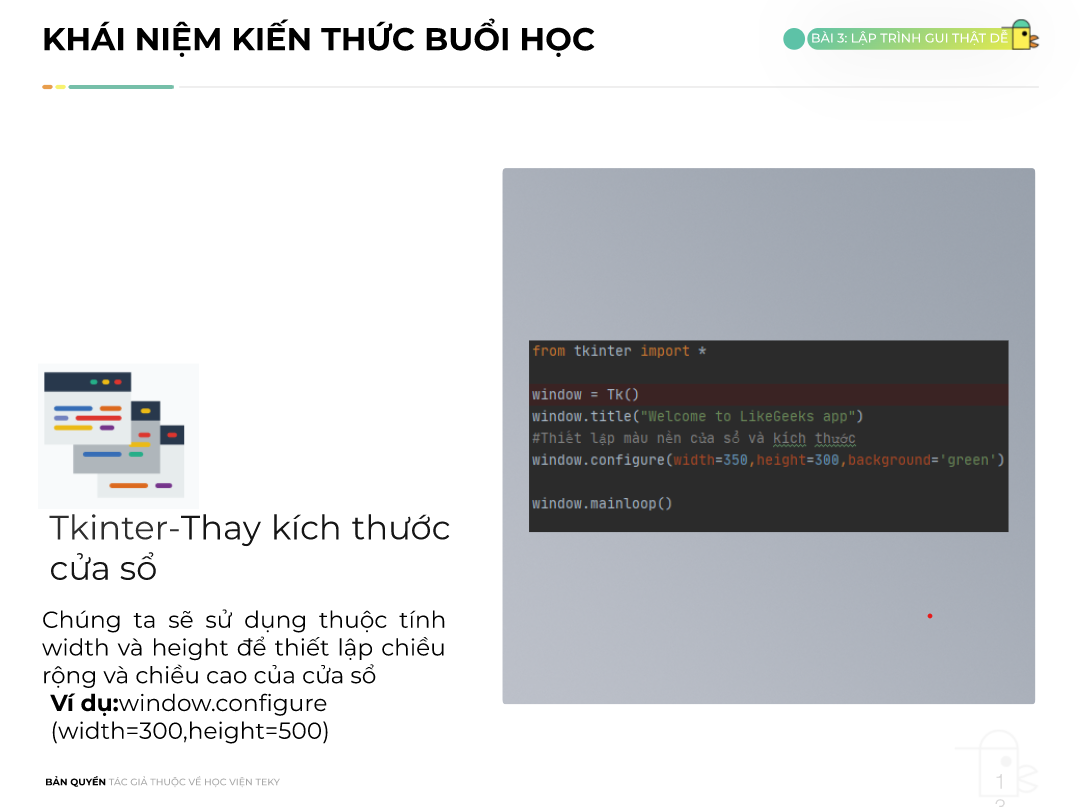 KHÁI NIỆM KIẾN THỨC BUỔI HỌC
BÀI 3: LẬP TRÌNH GUI THẬT DỄ
from tkinter import *
window = Tk()
window.title("Welcome to LikeGeeks app")
#Thiết lập màu nền cửa sổ và kích thước
window.configure(width=350,height=300,background='green')
window.mainloop()
Tkinter-Thay kích thước
cửa sổ
Chúng ta sẽ sử dụng thuộc tính
width và height để thiết lập chiều
rộng và chiều cao của cửa sổ
Ví dụ:window.configure
(width=300,height=500)
BẢN QUYỀN TÁC GIẢ THUỘC VỀ HỌC VIỆN TEKY
1
3